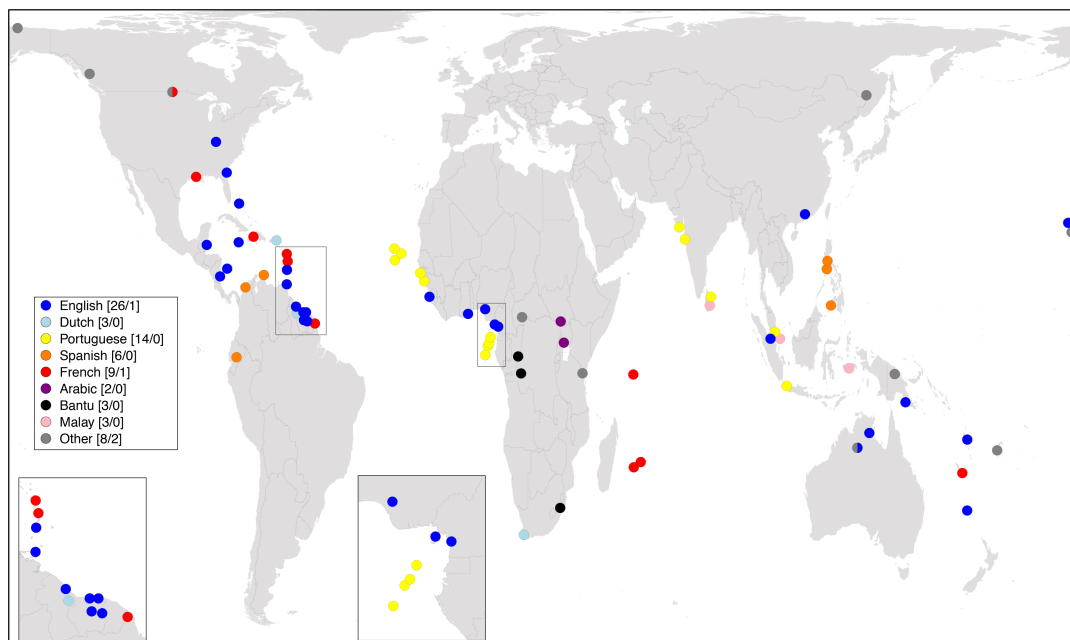 English [26/1]
Dutch [3/0]
Portuguese [14/0]
Spanish [6/0]
French [9/1]
Arabic [2/0]
Bantu [3/0]
Malay [3/0]
Other [8/2]